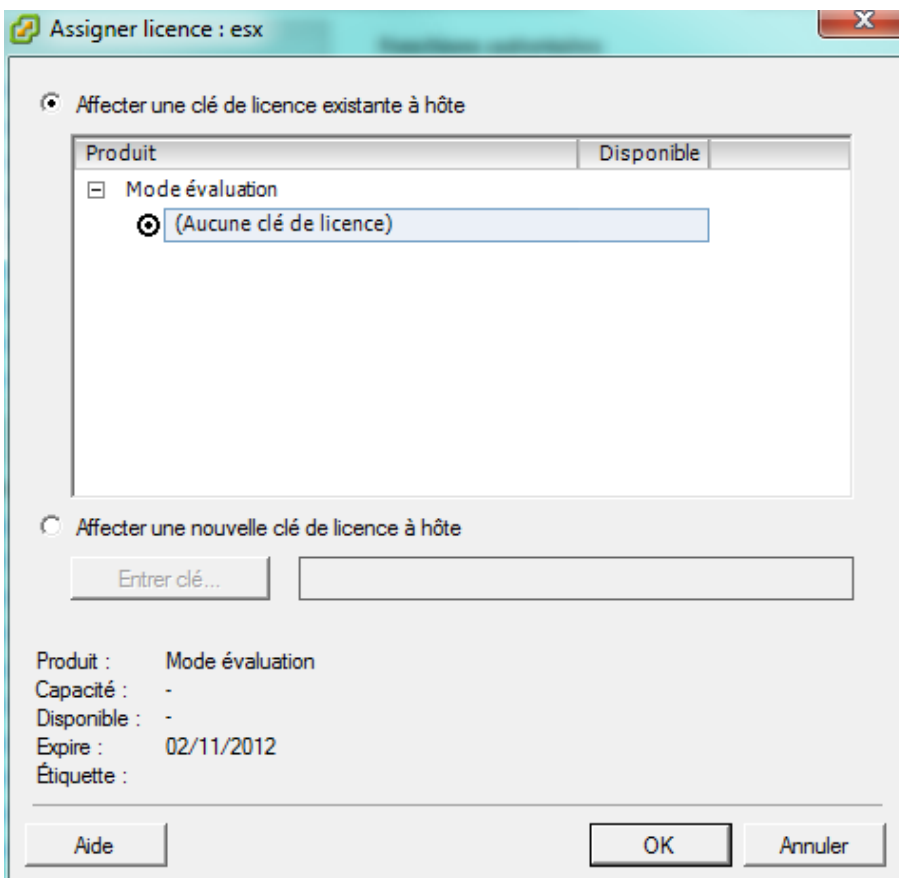 Assigner licence : esx
Affecter une clé de licence existante à hôte
Produit Disponible
Mode évaluation
(Aucune clé de licence)
Affecter une nouvelle clé de licence à hôte
Entrer clé...
Produit : Mode évaluation
Capacité : -
Disponible : -
Expire : 02/11/2012
Étiquette :
Aide OK Annuler